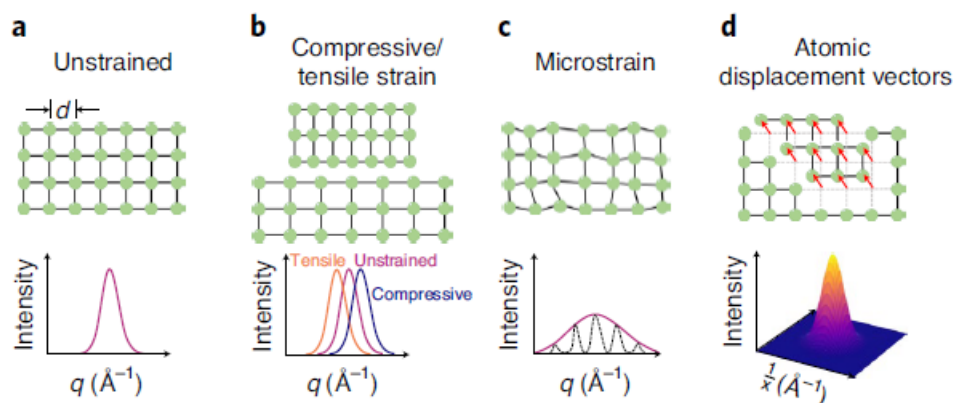 a
Unstrained
d
Intensity
q (Å⁻¹)
b
Compressive/
tensile strain
Tensile
Unstrained
Compressive
Intensity
q (Å⁻¹)
c
Microstrain
Intensity
q (Å⁻¹)
d
Atomic
displacement vectors
Intensity
1/x (Å⁻¹)